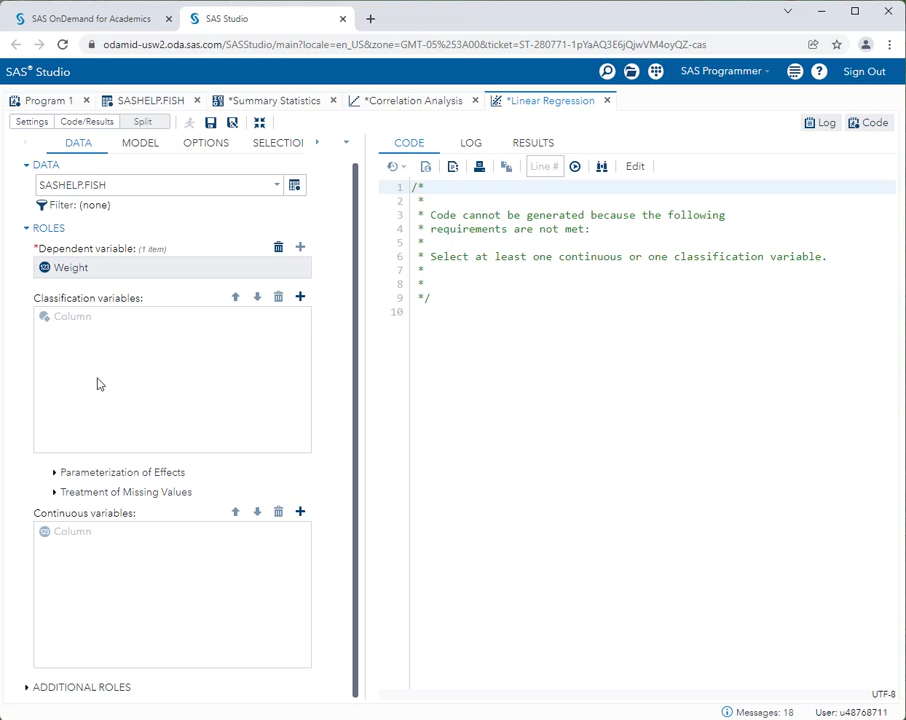 SAS OnDemand for Academics
SAS Studio
odamid-usw2.oda.sas.com/SASStudio/main?locale=en_US&zone=GMT-05%253A00&ticket=ST-280771-1pYaAQ3E6jQjwVM4oyQZ-cas
SAS® Studio
SAS Programmer
Sign Out
Program 1
SASHELP.FISH
*Summary Statistics
*Correlation Analysis
*Linear Regression
Settings
Code/Results
Split
Log
Code
DATA
MODEL
OPTIONS
SELECTIO
CODE
LOG
RESULTS
DATA
SASHELP.FISH
Filter: (none)
ROLES
*Dependent variable: (1 item)
Weight
Classification variables:
Column
Parameterization of Effects
Treatment of Missing Values
Continuous variables:
Column
ADDITIONAL ROLES
Line #
Edit
1 /*
2 *
3 * Code cannot be generated because the following
4 * requirements are not met:
5 *
6 * Select at least one continuous or one classification variable.
7 *
8 *
9 */
10
UTF-8
Messages: 18
User: u48768711